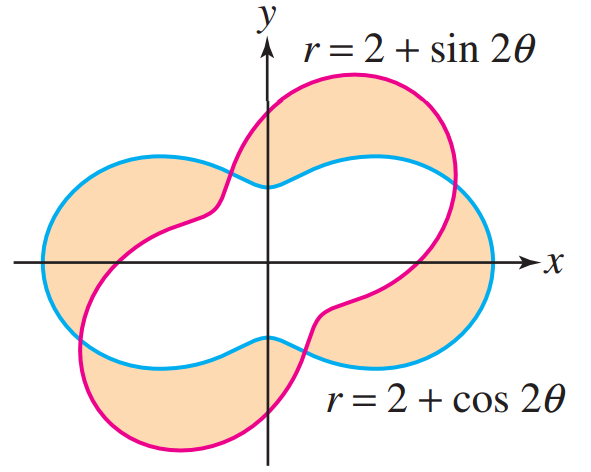 y
r = 2 + sin 2θ
x
r = 2 + cos 2θ